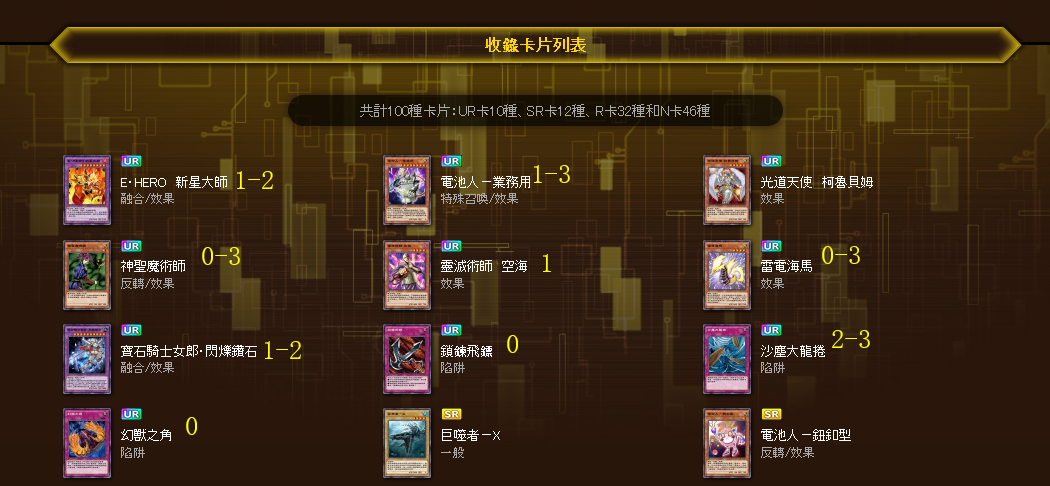 收錄卡片列表
共計100種卡片：UR卡10種、SR卡12種、R卡32種和N卡46種
UR
E·HERO 新星大師 1-2
融合/效果
UR
電池人－業務用 1-3
特殊召喚/效果
UR
光道天使 柯魯貝姆
效果
UR
神聖魔術師 0-3
反轉/效果
UR
靈滅術師 空海 1
效果
UR
雷電海馬 0-3
效果
UR
寶石騎士女郎·閃爍鑽石 1-2
融合/效果
UR
鎖鍊飛鏢 0
陷阱
UR
沙塵大龍捲 2-3
陷阱
UR
幻獸之角 0
陷阱
SR
巨噬者－X
一般
SR
電池人－鈕釦型
反轉/效果